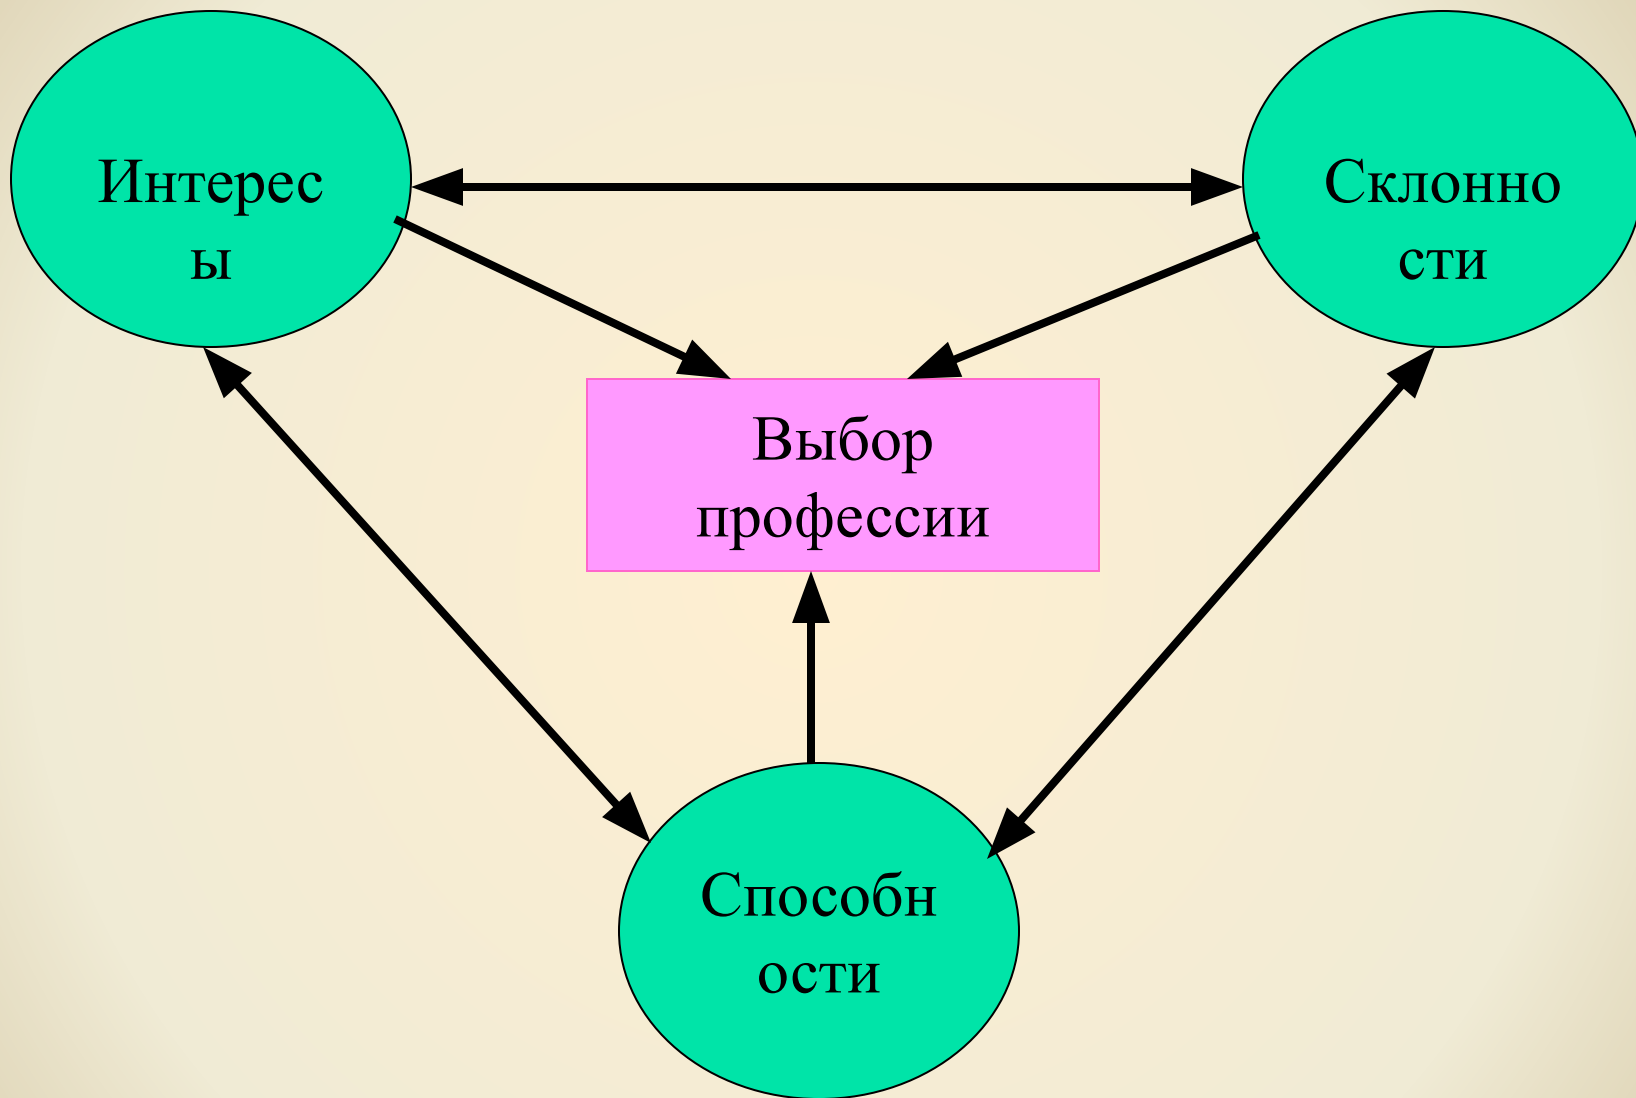 Интерес
ы
Склонно
сти
Выбор
профессии
Способн
ости